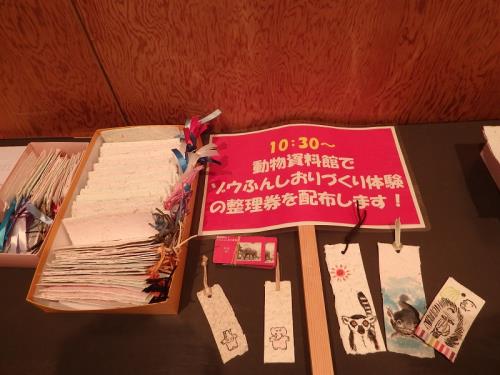 10:30～
動物資料館で
ゾウふんしおりづくり体験
の整理券を配布します！